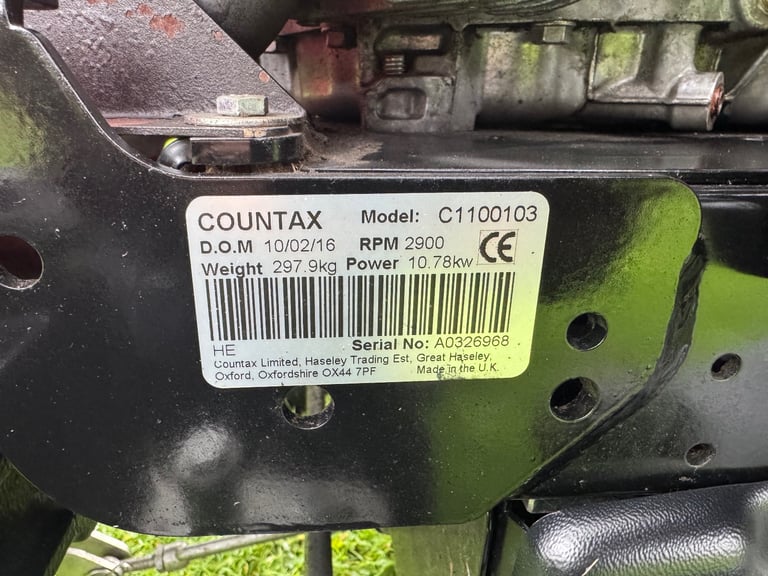 COUNTAX Model: C1100103
D.O.M 10/02/16 RPM 2900 CE
Weight 297.9kg Power 10.78kw
HE Serial No: A0326968
Countax Limited, Haseley Trading Est, Great Haseley,
Oxford, Oxfordshire OX44 7PF Made in the U.K.